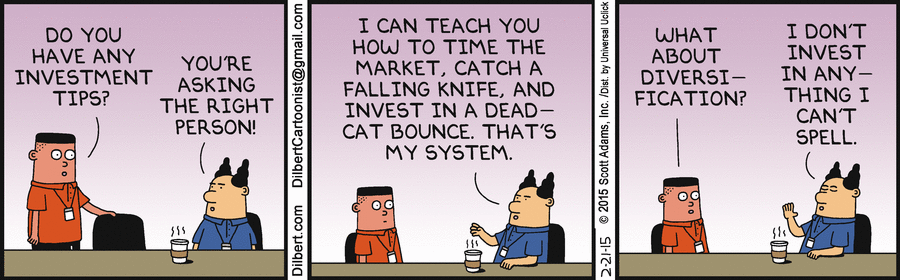 DO YOU
HAVE ANY
INVESTMENT
TIPS?
YOU'RE
ASKING
THE RIGHT
PERSON!
Dilbert.com DilbertCartoonist@gmail.com
I CAN TEACH YOU
HOW TO TIME THE
MARKET, CATCH A
FALLING KNIFE, AND
INVEST IN A DEAD—
CAT BOUNCE. THAT'S
MY SYSTEM.
2-21-15 © 2015 Scott Adams, Inc. /Dist. by Universal Uclick
WHAT
ABOUT
DIVERSI—
FICATION?
I DON'T
INVEST
IN ANY—
THING I
CAN'T
SPELL.